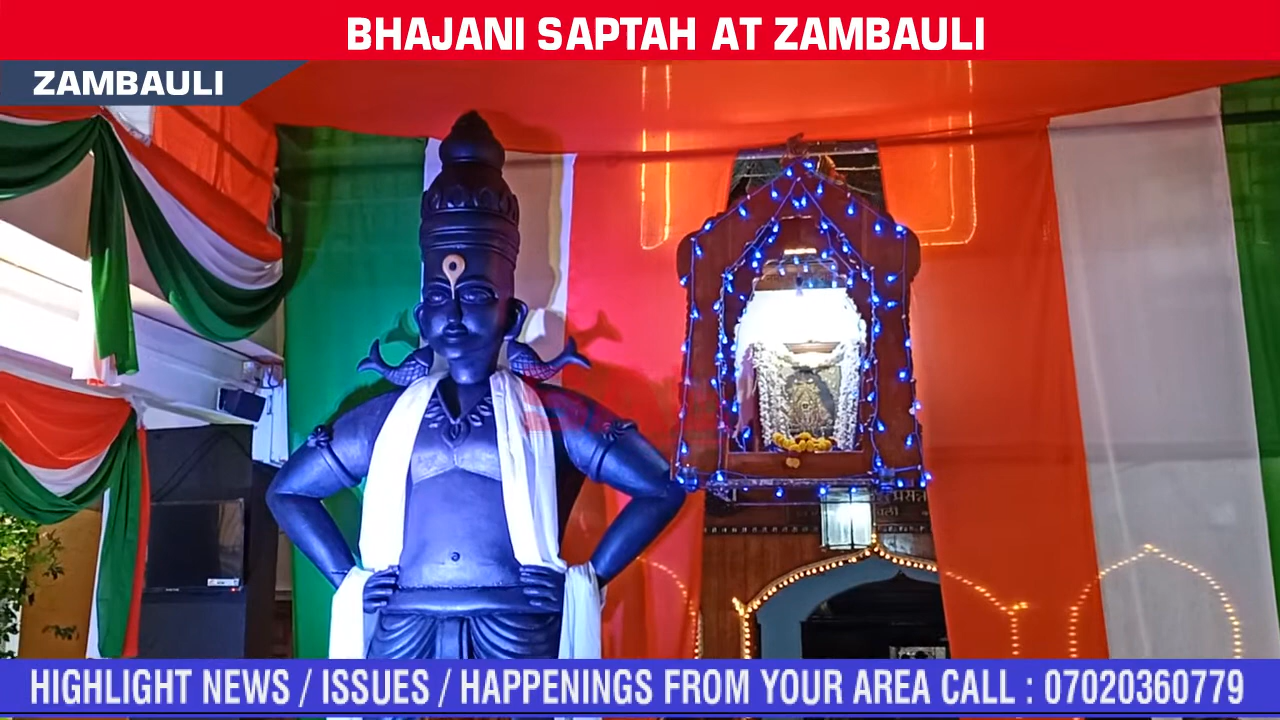 BHAJANI SAPTAH AT ZAMBAULI
ZAMBAULI
HIGHLIGHT NEWS / ISSUES / HAPPENINGS FROM YOUR AREA CALL : 07020360779